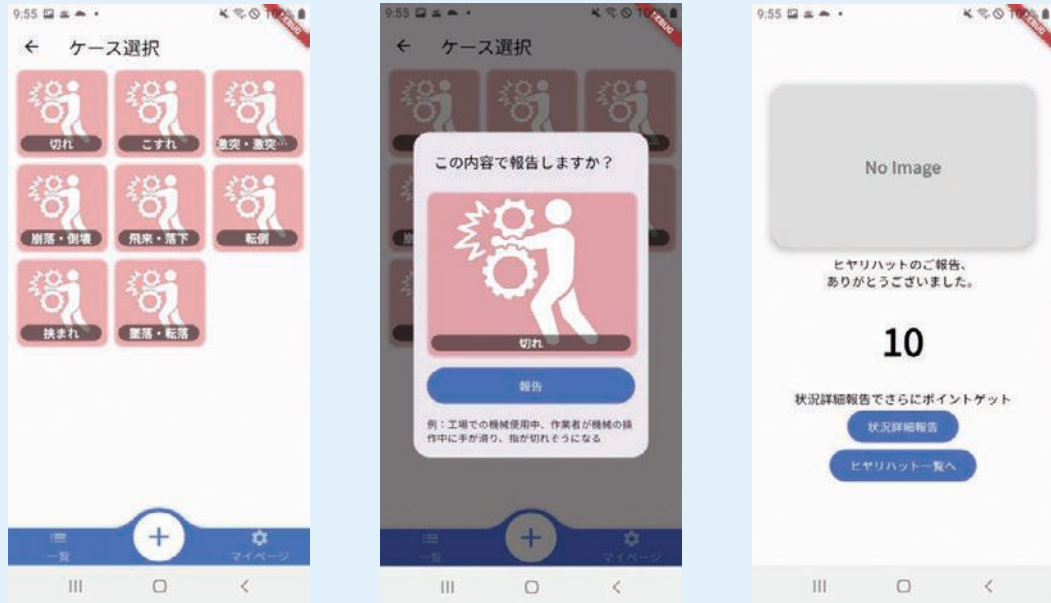 9:55
100%
DEBUG
← ケース選択
切れ
こすれ
激突・激突…
崩落・倒壊
飛来・落下
転倒
挟まれ
墜落・転落
一覧
マイページ
9:55
DEBUG
← ケース選択
この内容で報告しますか？
切れ
報告
例：工場での機械使用中、作業者が機械の操
作中に手が滑り、指が切れそうになる
一覧
マイページ
9:55
DEBUG
No Image
ヒヤリハットのご報告、
ありがとうございました。
10
状況詳細報告でさらにポイントゲット
状況詳細報告
ヒヤリハット一覧へ